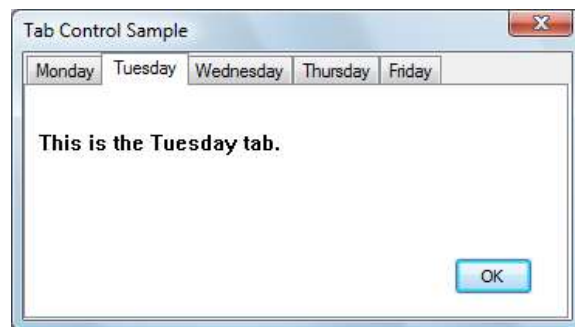 Tab Control Sample
Monday Tuesday Wednesday Thursday Friday
This is the Tuesday tab.
OK